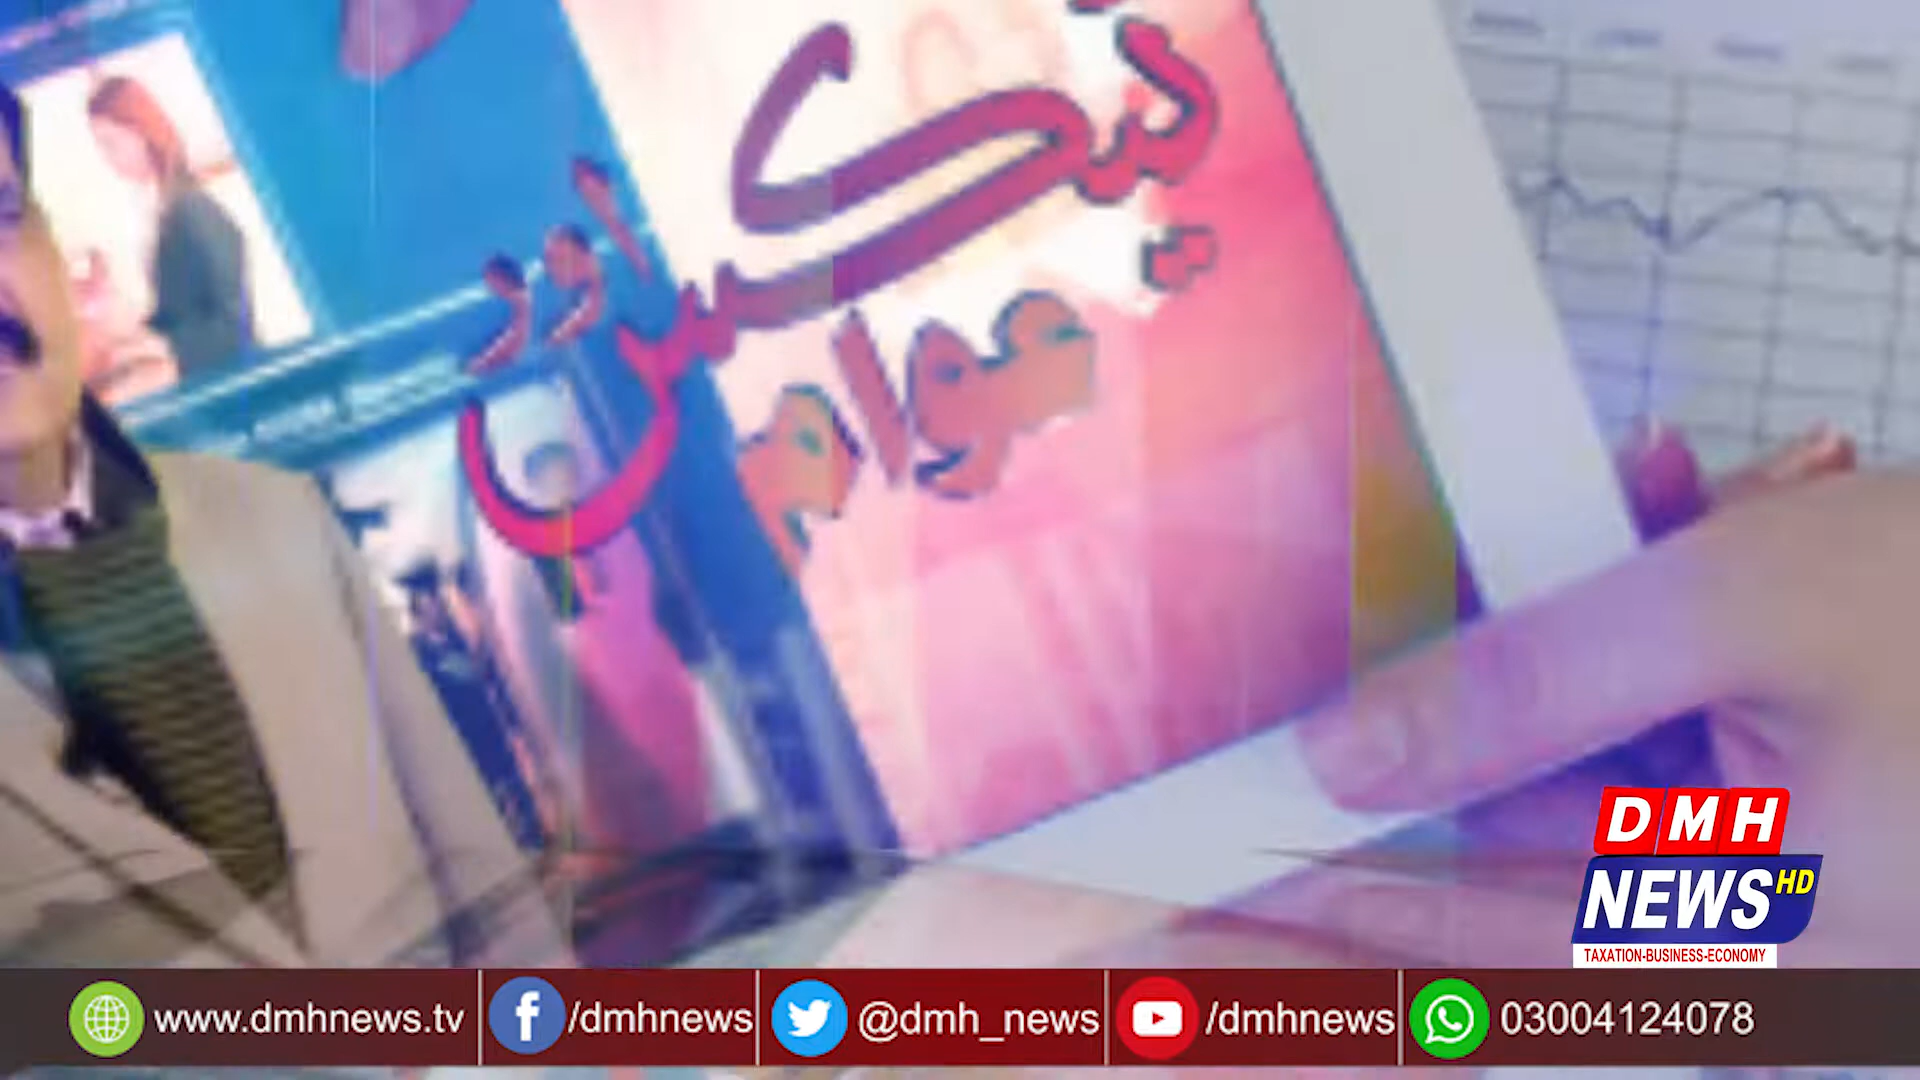 ٹیکس اور عوام
DMH
NEWS HD
TAXATION-BUSINESS-ECONOMY
www.dmhnews.tv /dmhnews @dmh_news /dmhnews 03004124078